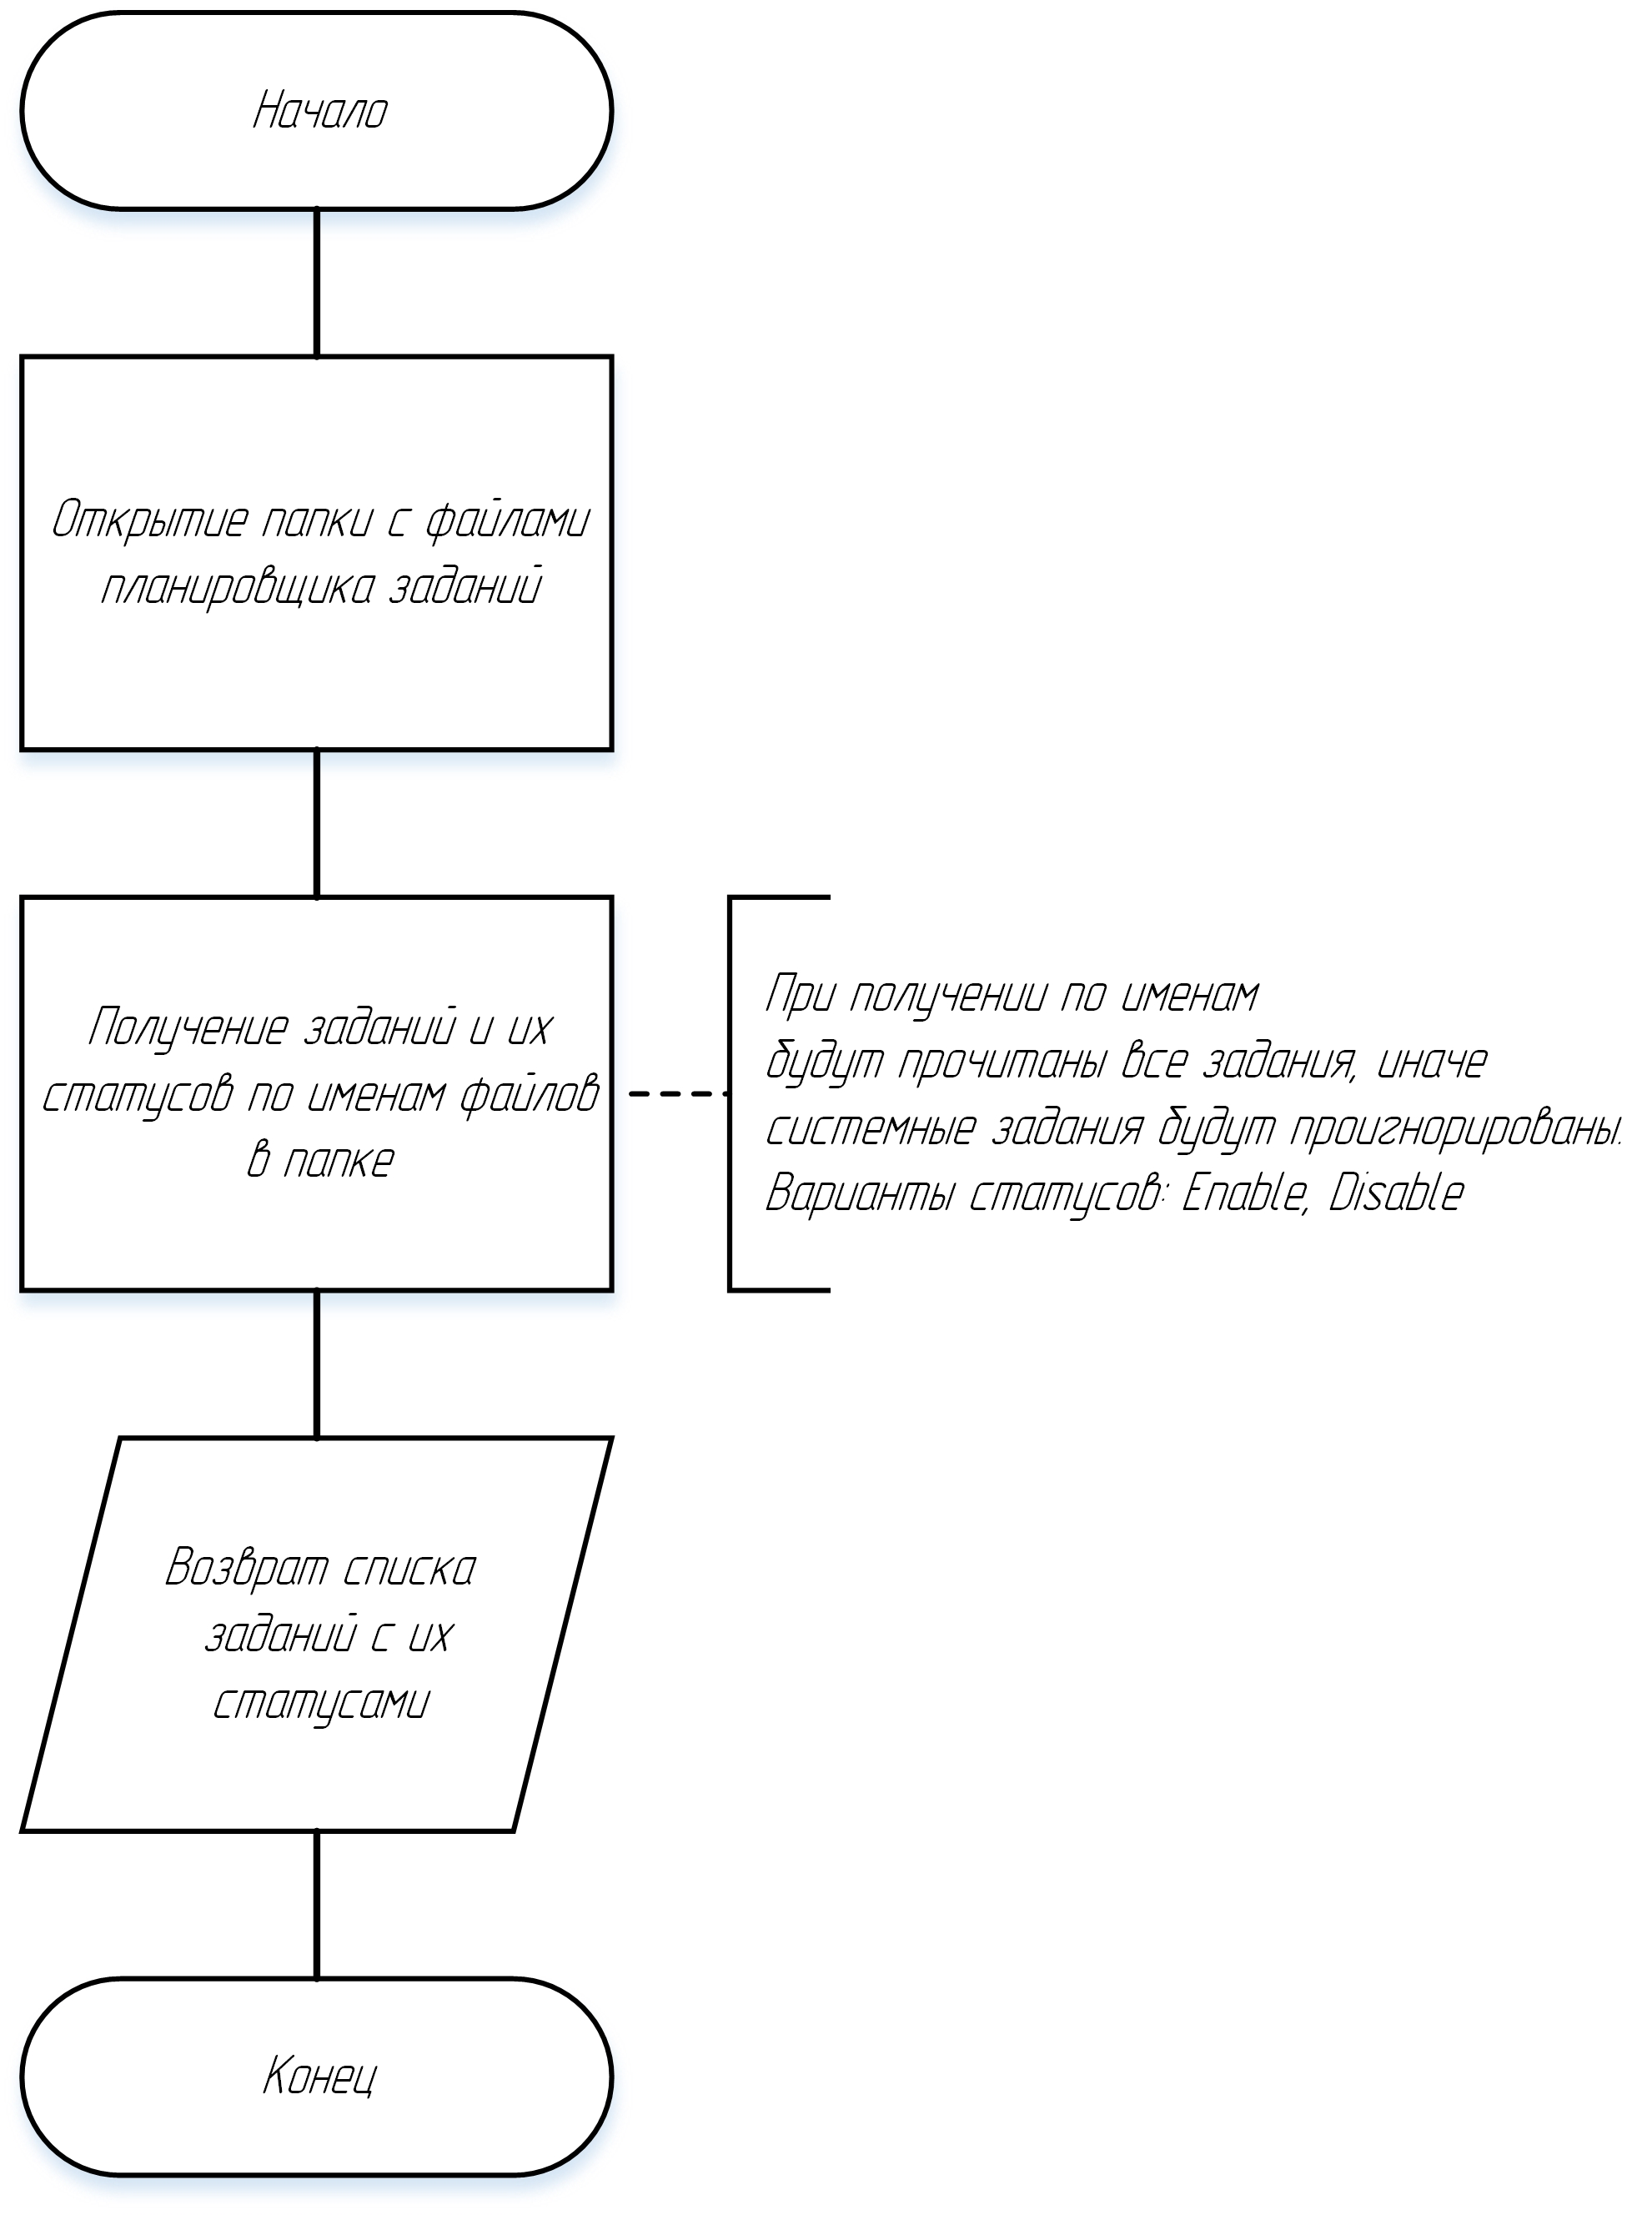 Начало
Открытие папки с файлами
планировщика заданий
Получение заданий и их
статусов по именам файлов
в папке
При получении по именам
будут прочитаны все задания, иначе
системные задания будут проигнорированы.
Варианты статусов: Enable, Disable
Возврат списка
заданий с их
статусами
Конец